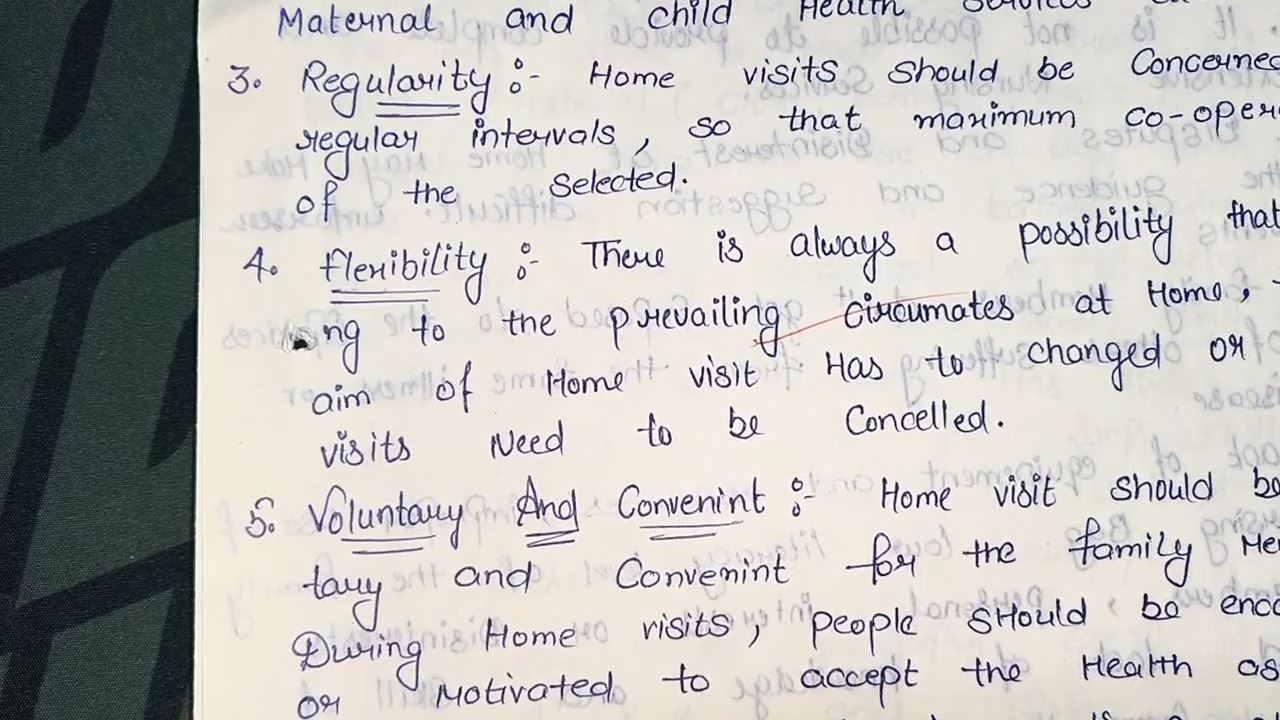 Maternal and child Health Services
3. Regularity :- Home visits should be Concerned
regular intervals, so that maximum co-oper
of the Selected.
4. flexibility :- There is always a possibility that
ng to the prevailing circumates at Home,
aim of Home visit Has to changed or
visits Need to be Concelled.
5. Voluntary And Convenint :- Home visit should be
tary and Convenint for the family Mem
During Home visits, people should be enco
or Motivated to accept the Health as